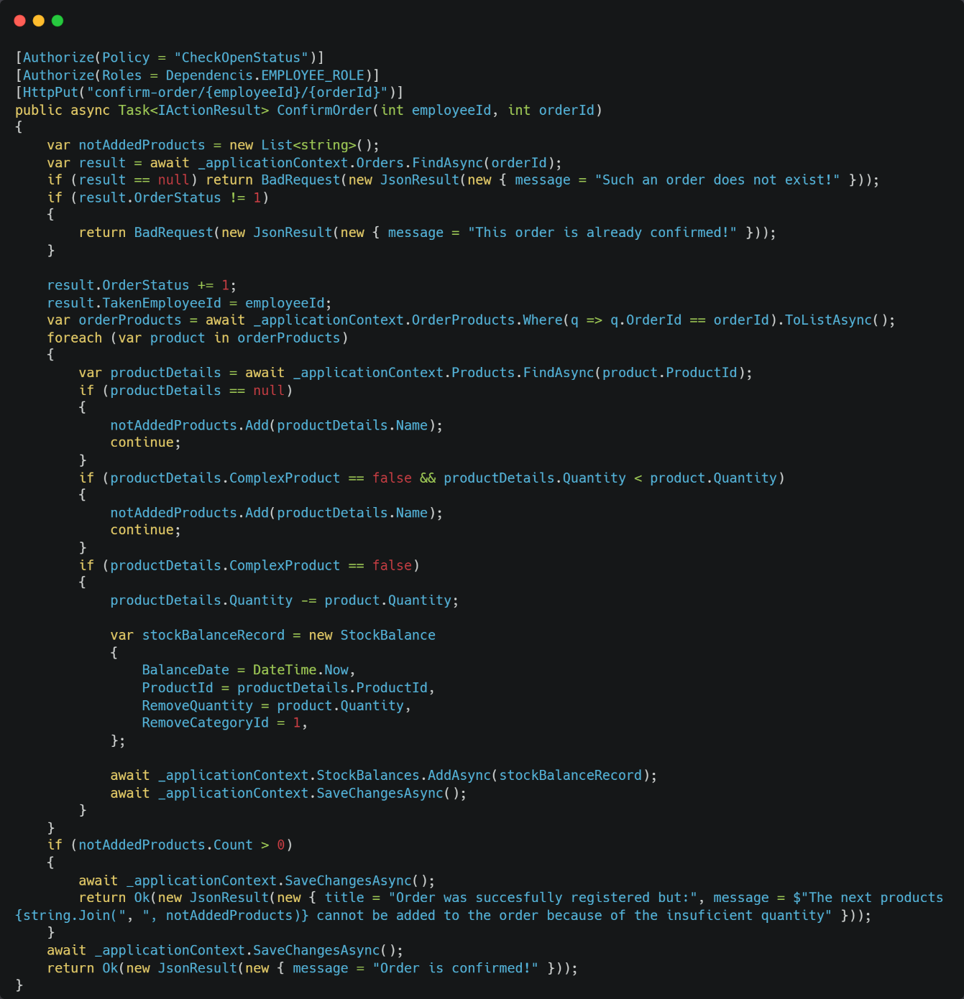 [Authorize(Policy = "CheckOpenStatus")]
[Authorize(Roles = Dependencis.EMPLOYEE_ROLE)]
[HttpPut("confirm-order/{employeeId}/{orderId}")]
public async Task<IActionResult> ConfirmOrder(int employeeId, int orderId)
{
    var notAddedProducts = new List<string>();
    var result = await _applicationContext.Orders.FindAsync(orderId);
    if (result == null) return BadRequest(new JsonResult(new { message = "Such an order does not exist!" }));
    if (result.OrderStatus != 1)
    {
        return BadRequest(new JsonResult(new { message = "This order is already confirmed!" }));
    }

    result.OrderStatus += 1;
    result.TakenEmployeeId = employeeId;
    var orderProducts = await _applicationContext.OrderProducts.Where(q => q.OrderId == orderId).ToListAsync();
    foreach (var product in orderProducts)
    {
        var productDetails = await _applicationContext.Products.FindAsync(product.ProductId);
        if (productDetails == null)
        {
            notAddedProducts.Add(productDetails.Name);
            continue;
        }
        if (productDetails.ComplexProduct == false && productDetails.Quantity < product.Quantity)
        {
            notAddedProducts.Add(productDetails.Name);
            continue;
        }
        if (productDetails.ComplexProduct == false)
        {
            productDetails.Quantity -= product.Quantity;

            var stockBalanceRecord = new StockBalance
            {
                BalanceDate = DateTime.Now,
                ProductId = productDetails.ProductId,
                RemoveQuantity = product.Quantity,
                RemoveCategoryId = 1,
            };

            await _applicationContext.StockBalances.AddAsync(stockBalanceRecord);
            await _applicationContext.SaveChangesAsync();
        }
    }
    if (notAddedProducts.Count > 0)
    {
        await _applicationContext.SaveChangesAsync();
        return Ok(new JsonResult(new { title = "Order was succesfully registered but:", message = $"The next products
{string.Join(", ", notAddedProducts)} cannot be added to the order because of the insuficient quantity" }));
    }
    await _applicationContext.SaveChangesAsync();
    return Ok(new JsonResult(new { message = "Order is confirmed!" }));
}